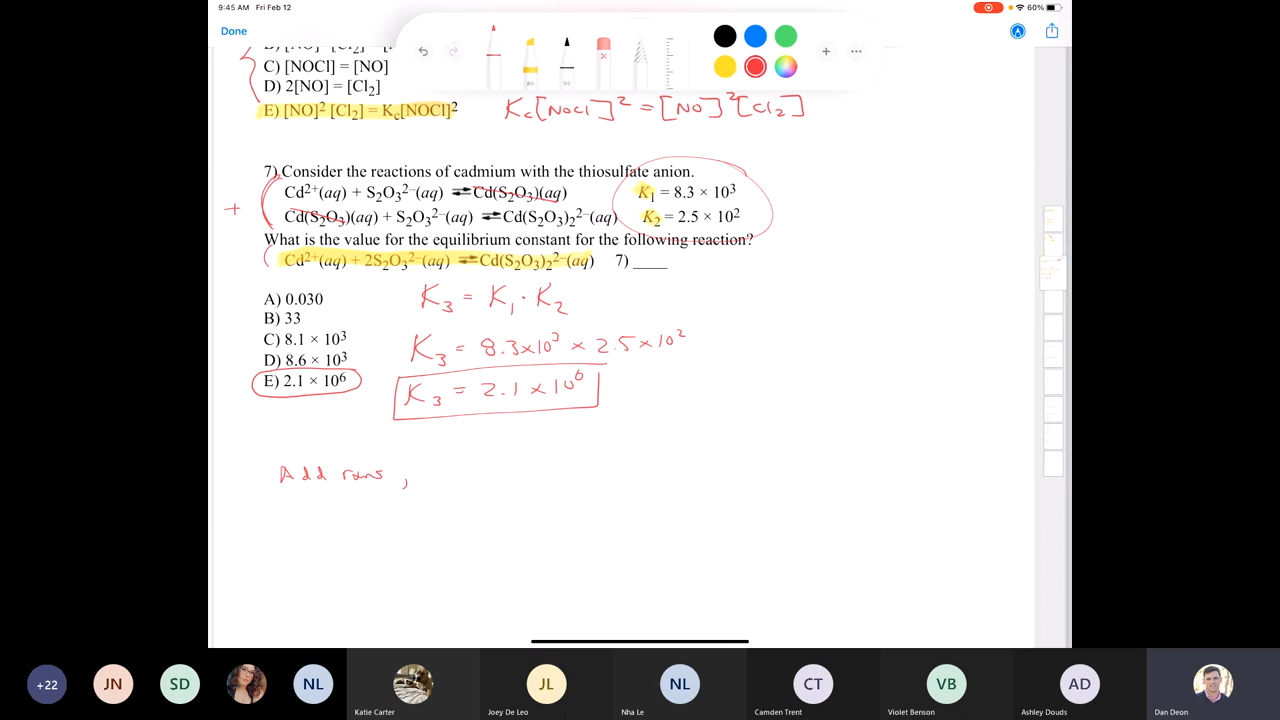 9:45 AM Fri Feb 12
60%
Done
C) [NOCl] = [NO]
D) 2[NO] = [Cl₂]
E) [NO]² [Cl₂] = K꜀[NOCl]²
K꜀[NOCl]² = [NO]²[Cl₂]
7) Consider the reactions of cadmium with the thiosulfate anion.
Cd²⁺(aq) + S₂O₃²⁻(aq) ⇌ Cd(S₂O₃)(aq) K₁ = 8.3 × 10³
+
Cd(S₂O₃)(aq) + S₂O₃²⁻(aq) ⇌ Cd(S₂O₃)₂²⁻(aq) K₂ = 2.5 × 10²
What is the value for the equilibrium constant for the following reaction?
Cd²⁺(aq) + 2S₂O₃²⁻(aq) ⇌ Cd(S₂O₃)₂²⁻(aq) 7) ____
A) 0.030
B) 33
C) 8.1 × 10³
D) 8.6 × 10³
E) 2.1 × 10⁶
K₃ = K₁ · K₂
K₃ = 8.3×10³ × 2.5×10²
K₃ = 2.1 × 10⁶
Add rxns ,
+22
JN
SD
NL
Katie Carter
JL
Joey De Leo
NL
Nha Le
CT
Camden Trent
VB
Violet Benson
AD
Ashley Douds
Dan Deon